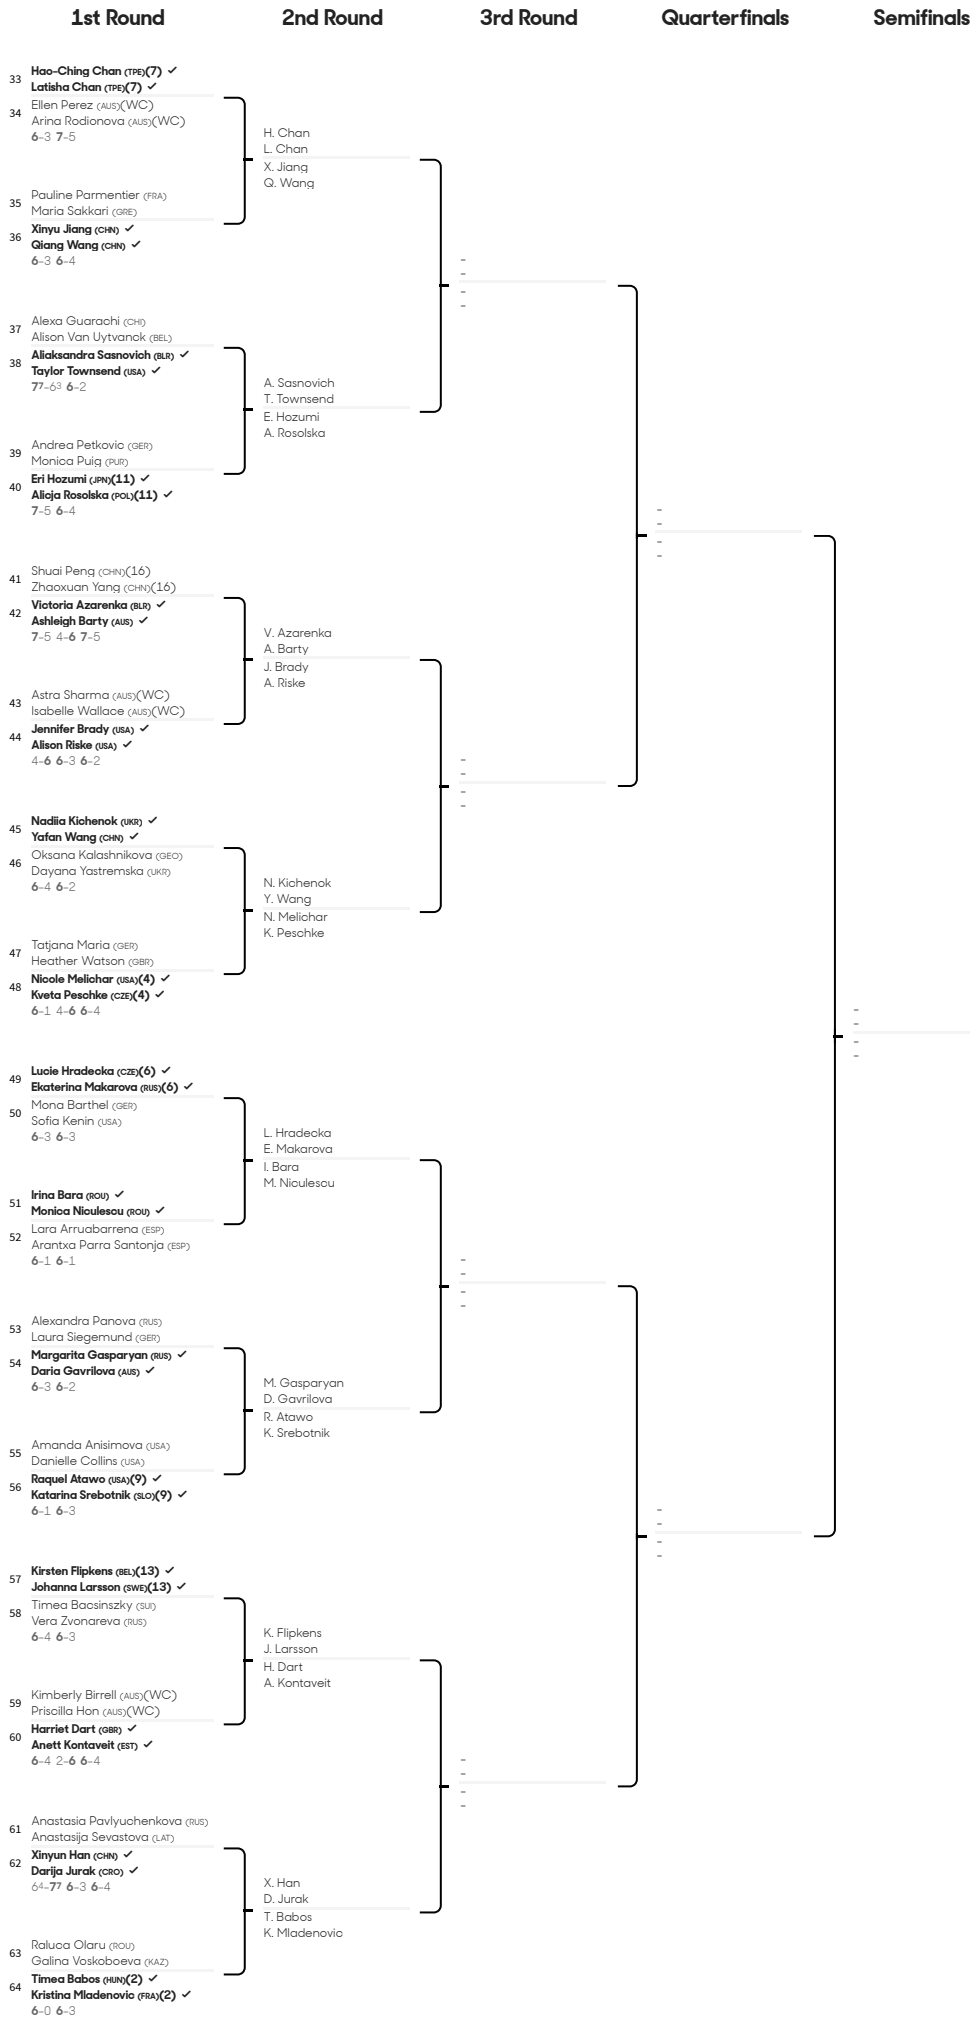 1st Round
2nd Round
3rd Round
Quarterfinals
Semifinals
33
Hao-Ching Chan (TPE)(7) ✓
Latisha Chan (TPE)(7) ✓
34
Ellen Perez (AUS)(WC)
Arina Rodionova (AUS)(WC)
6-3 7-5
H. Chan
L. Chan
X. Jiang
Q. Wang
35
Pauline Parmentier (FRA)
Maria Sakkari (GRE)
36
Xinyu Jiang (CHN) ✓
Qiang Wang (CHN) ✓
6-3 6-4
-
-
-
-
37
Alexa Guarachi (CHI)
Alison Van Uytvanck (BEL)
38
Aliaksandra Sasnovich (BLR) ✓
Taylor Townsend (USA) ✓
7⁷-6³ 6-2
A. Sasnovich
T. Townsend
E. Hozumi
A. Rosolska
39
Andrea Petkovic (GER)
Monica Puig (PUR)
40
Eri Hozumi (JPN)(11) ✓
Alicja Rosolska (POL)(11) ✓
7-5 6-4
-
-
-
-
41
Shuai Peng (CHN)(16)
Zhaoxuan Yang (CHN)(16)
42
Victoria Azarenka (BLR) ✓
Ashleigh Barty (AUS) ✓
7-5 4-6 7-5
V. Azarenka
A. Barty
J. Brady
A. Riske
43
Astra Sharma (AUS)(WC)
Isabelle Wallace (AUS)(WC)
44
Jennifer Brady (USA) ✓
Alison Riske (USA) ✓
4-6 6-3 6-2
-
-
-
-
45
Nadiia Kichenok (UKR) ✓
Yafan Wang (CHN) ✓
46
Oksana Kalashnikova (GEO)
Dayana Yastremska (UKR)
6-4 6-2
N. Kichenok
Y. Wang
N. Melichar
K. Peschke
47
Tatjana Maria (GER)
Heather Watson (GBR)
48
Nicole Melichar (USA)(4) ✓
Kveta Peschke (CZE)(4) ✓
6-1 4-6 6-4
-
-
-
-
49
Lucie Hradecka (CZE)(6) ✓
Ekaterina Makarova (RUS)(6) ✓
50
Mona Barthel (GER)
Sofia Kenin (USA)
6-3 6-3
L. Hradecka
E. Makarova
I. Bara
M. Niculescu
51
Irina Bara (ROU) ✓
Monica Niculescu (ROU) ✓
52
Lara Arruabarrena (ESP)
Arantxa Parra Santonja (ESP)
6-1 6-1
-
-
-
-
53
Alexandra Panova (RUS)
Laura Siegemund (GER)
54
Margarita Gasparyan (RUS) ✓
Daria Gavrilova (AUS) ✓
6-3 6-2
M. Gasparyan
D. Gavrilova
R. Atawo
K. Srebotnik
55
Amanda Anisimova (USA)
Danielle Collins (USA)
56
Raquel Atawo (USA)(9) ✓
Katarina Srebotnik (SLO)(9) ✓
6-1 6-3
-
-
-
-
57
Kirsten Flipkens (BEL)(13) ✓
Johanna Larsson (SWE)(13) ✓
58
Timea Bacsinszky (SUI)
Vera Zvonareva (RUS)
6-4 6-3
K. Flipkens
J. Larsson
H. Dart
A. Kontaveit
59
Kimberly Birrell (AUS)(WC)
Priscilla Hon (AUS)(WC)
60
Harriet Dart (GBR) ✓
Anett Kontaveit (EST) ✓
6-4 2-6 6-4
-
-
-
-
61
Anastasia Pavlyuchenkova (RUS)
Anastasija Sevastova (LAT)
62
Xinyun Han (CHN) ✓
Darija Jurak (CRO) ✓
6⁴-7⁷ 6-3 6-4
X. Han
D. Jurak
T. Babos
K. Mladenovic
63
Raluca Olaru (ROU)
Galina Voskoboeva (KAZ)
64
Timea Babos (HUN)(2) ✓
Kristina Mladenovic (FRA)(2) ✓
6-0 6-3